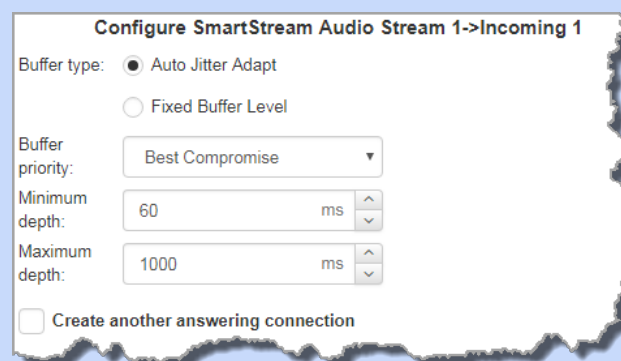 Configure SmartStream Audio Stream 1->Incoming 1
Buffer type: Auto Jitter Adapt
Fixed Buffer Level
Buffer
priority:
Best Compromise
Minimum
depth:
60 ms
Maximum
depth:
1000 ms
Create another answering connection